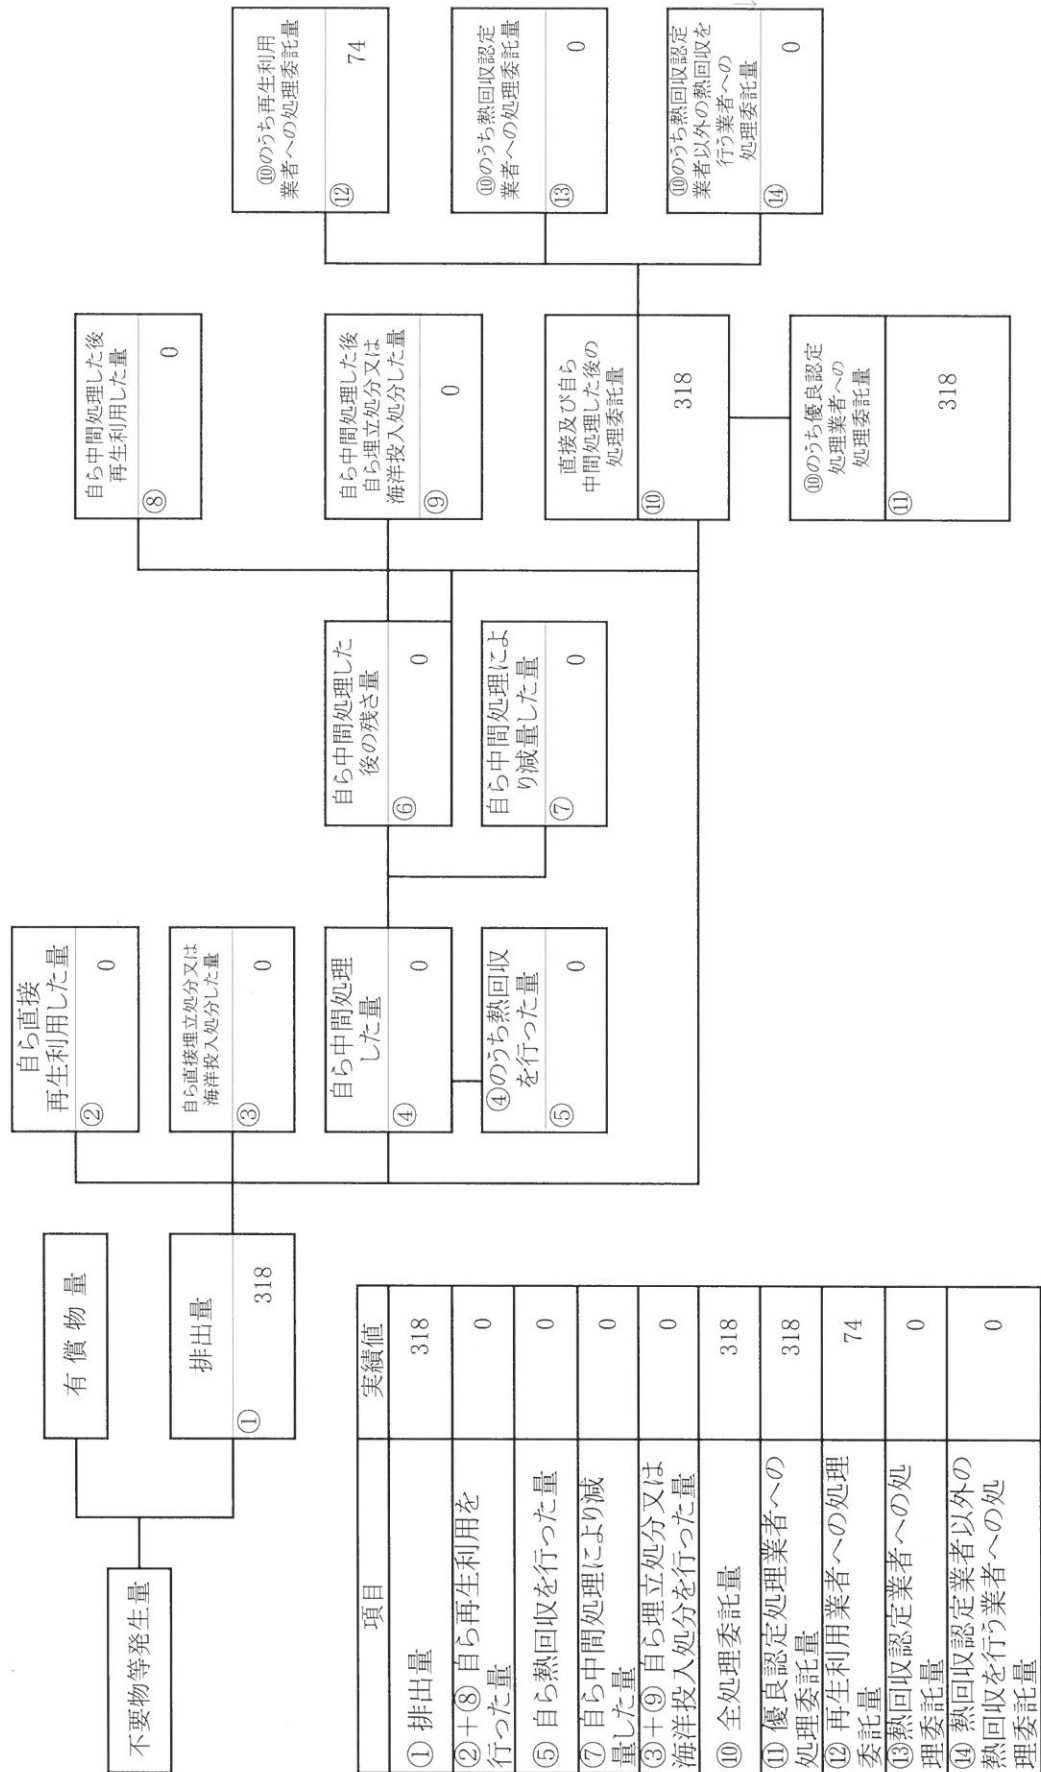 不要物等発生量
有償物量
排出量
①
318
自ら直接
再生利用した量
②
0
自ら直接埋立処分又は
海洋投入処分した量
③
0
自ら中間処理
した量
④
0
④のうち熱回収
を行った量
⑤
0
自ら中間処理した
後の残さ量
⑥
0
自ら中間処理によ
り減量した量
⑦
0
自ら中間処理した後
再生利用した量
⑧
0
自ら中間処理した後
自ら埋立処分又は
海洋投入処分した量
⑨
0
直接及び自ら
中間処理した後の
処理委託量
⑩
318
⑩のうち優良認定
処理業者への
処理委託量
⑪
318
⑩のうち再生利用
業者への処理委託量
⑫
74
⑩のうち熱回収認定
業者への処理委託量
⑬
0
⑩のうち熱回収認定
業者以外の熱回収を
行う業者への
処理委託量
⑭
0
項目 実績値
① 排出量 318
②+⑧ 自ら再生利用を
行った量 0
⑤ 自ら熱回収を行った量 0
⑦ 自ら中間処理により減
量した量 0
③+⑨ 自ら埋立処分又は
海洋投入処分を行った量 0
⑩ 全処理委託量 318
⑪ 優良認定処理業者への
処理委託量 318
⑫ 再生利用業者への処理
委託量 74
⑬熱回収認定業者への処
理委託量 0
⑭ 熱回収認定業者以外の
熱回収を行う業者への処
理委託量 0